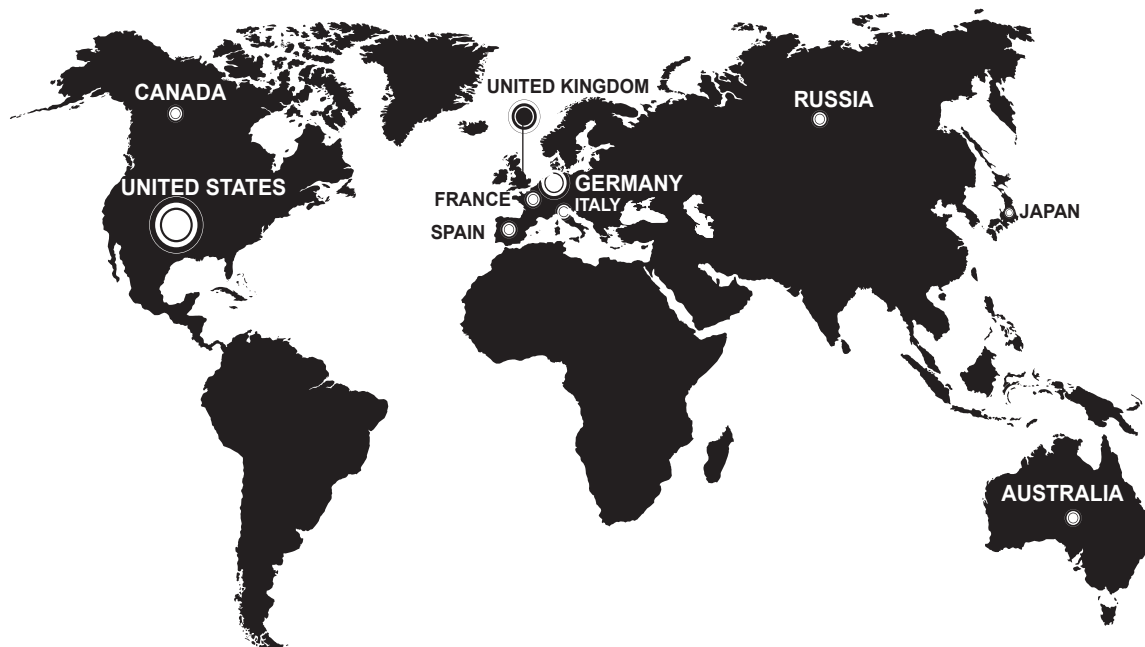 UNITED KINGDOM
CANADA
RUSSIA
UNITED STATES
GERMANY
FRANCE
ITALY
JAPAN
SPAIN
AUSTRALIA